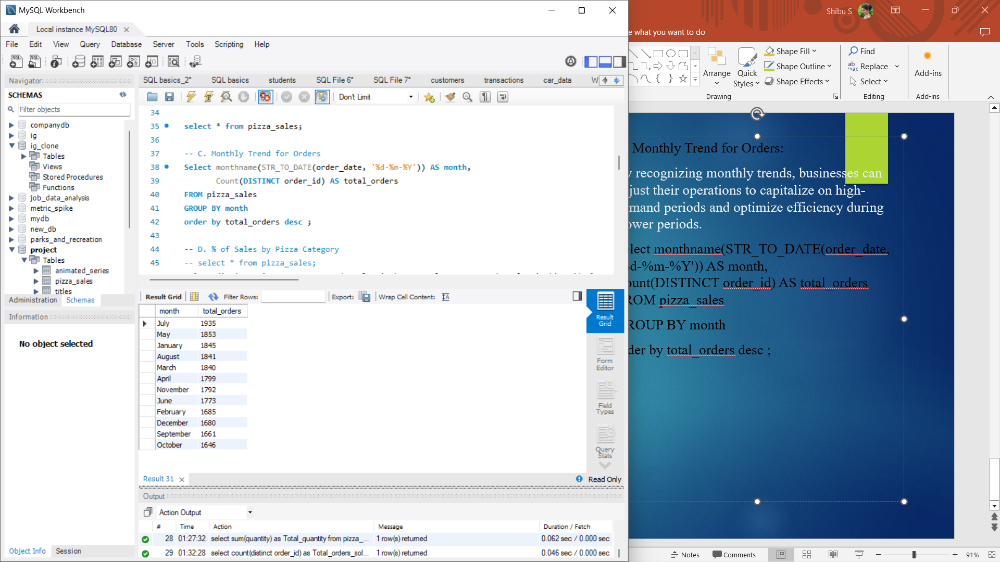 MySQL Workbench
Local instance MySQL80
File Edit View Query Database Server Tools Scripting Help
Navigator
SCHEMAS
Filter objects
companydb
ig
ig_clone
Tables
Views
Stored Procedures
Functions
job_data_analysis
metric_spike
mydb
new_db
parks_and_recreation
project
Tables
animated_series
pizza_sales
titles
Administration Schemas
Information
No object selected
Object Info Session
SQL basics_2* SQL basics students SQL File 6* SQL File 7* customers transactions car_data W
Don't Limit
34
35 select * from pizza_sales;
36
37 -- C. Monthly Trend for Orders
38 Select monthname(STR_TO_DATE(order_date, '%d-%m-%Y')) AS month,
39 Count(DISTINCT order_id) AS total_orders
40 FROM pizza_sales
41 GROUP BY month
42 order by total_orders desc ;
43
44 -- D. % of Sales by Pizza Category
45 -- select * from pizza_sales;
Result Grid Filter Rows: Export: Wrap Cell Content:
month total_orders
July 1935
May 1853
January 1845
August 1841
March 1840
April 1799
November 1792
June 1773
February 1685
December 1680
September 1661
October 1646
Result
Grid
Form
Editor
Field
Types
Query
Stats
Result 31
Read Only
Output
Action Output
# Time Action Message Duration / Fetch
28 01:27:32 select sum(quantity) as Total_quantity from pizza_... 1 row(s) returned 0.062 sec / 0.000 sec
29 01:32:28 select count(distinct order_id) as Total_orders_sol... 1 row(s) returned 0.046 sec / 0.000 sec
Shibu S
e what you want to do
Arrange
Quick
Styles
Shape Fill
Shape Outline
Shape Effects
Drawing
Find
Replace
Select
Editing
Add-ins
Add-ins
Monthly Trend for Orders:
y recognizing monthly trends, businesses can
just their operations to capitalize on high-
mand periods and optimize efficiency during
ower periods.
lect monthname(STR_TO_DATE(order_date,
d-%m-%Y')) AS month,
ount(DISTINCT order_id) AS total_orders
ROM pizza_sales
ROUP BY month
der by total_orders desc ;
Notes Comments 91%